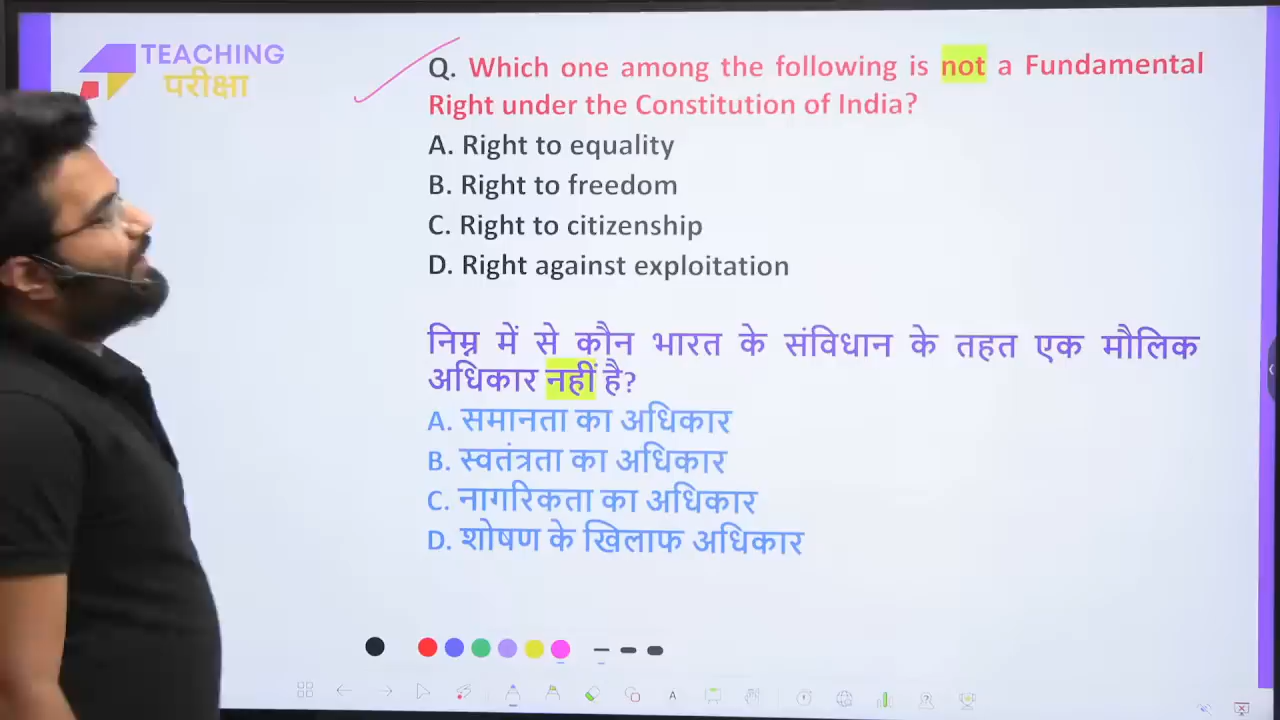 TEACHING
परीक्षा
Q. Which one among the following is not a Fundamental
Right under the Constitution of India?
A. Right to equality
B. Right to freedom
C. Right to citizenship
D. Right against exploitation
निम्न में से कौन भारत के संविधान के तहत एक मौलिक
अधिकार नहीं है?
A. समानता का अधिकार
B. स्वतंत्रता का अधिकार
C. नागरिकता का अधिकार
D. शोषण के खिलाफ अधिकार
A